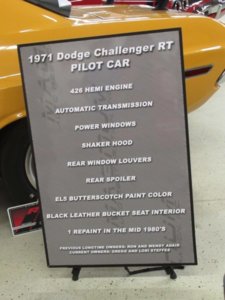 1971 Dodge Challenger RT
PILOT CAR
426 HEMI ENGINE
AUTOMATIC TRANSMISSION
POWER WINDOWS
SHAKER HOOD
REAR WINDOW LOUVERS
REAR SPOILER
EL5 BUTTERSCOTCH PAINT COLOR
BLACK LEATHER BUCKET SEAT INTERIOR
1 REPAINT IN THE MID 1980'S
PREVIOUS LONGTIME OWNERS: RON AND WENDY ADAIR
CURRENT OWNERS: GREGG AND LORI STEFFES